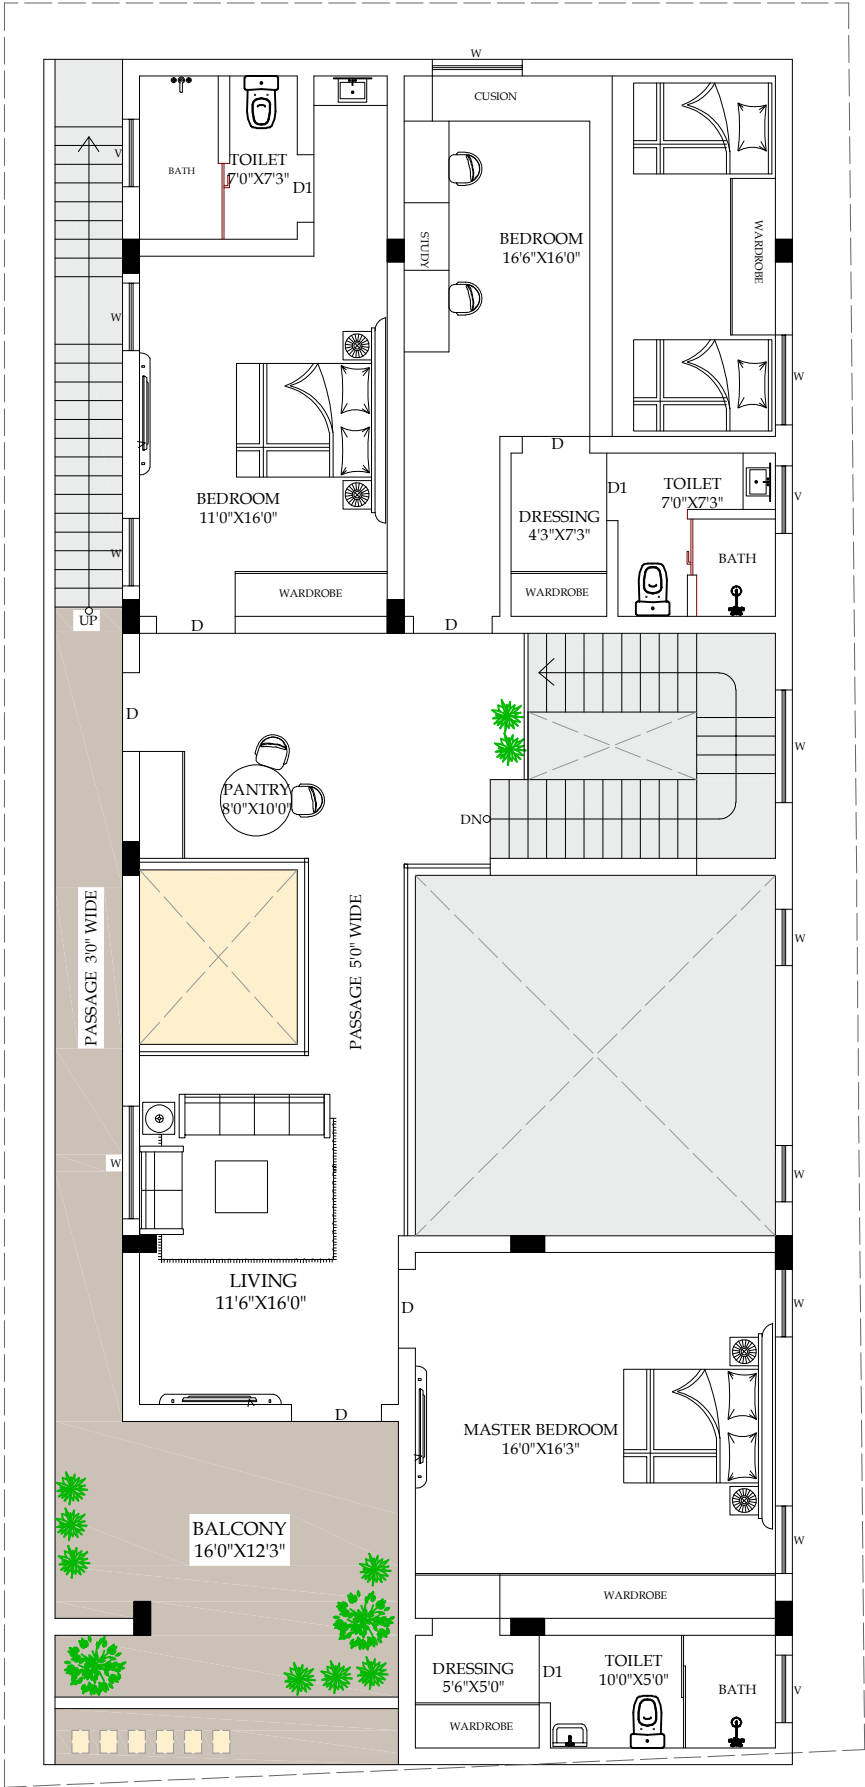 W
CUSION
V
BATH
TOILET
7'0"X7'3"
D1
STUDY
BEDROOM
16'6"X16'0"
WARDROBE
W
W
D
BEDROOM
11'0"X16'0"
D1
TOILET
7'0"X7'3"
V
DRESSING
4'3"X7'3"
W
BATH
WARDROBE
WARDROBE
UP
D
D
D
W
PANTRY
8'0"X10'0"
DN
PASSAGE 3'0" WIDE
PASSAGE 5'0" WIDE
W
W
W
LIVING
11'6"X16'0"
D
W
D
MASTER BEDROOM
16'0"X16'3"
BALCONY
16'0"X12'3"
W
WARDROBE
DRESSING
5'6"X5'0"
D1
TOILET
10'0"X5'0"
BATH
V
WARDROBE